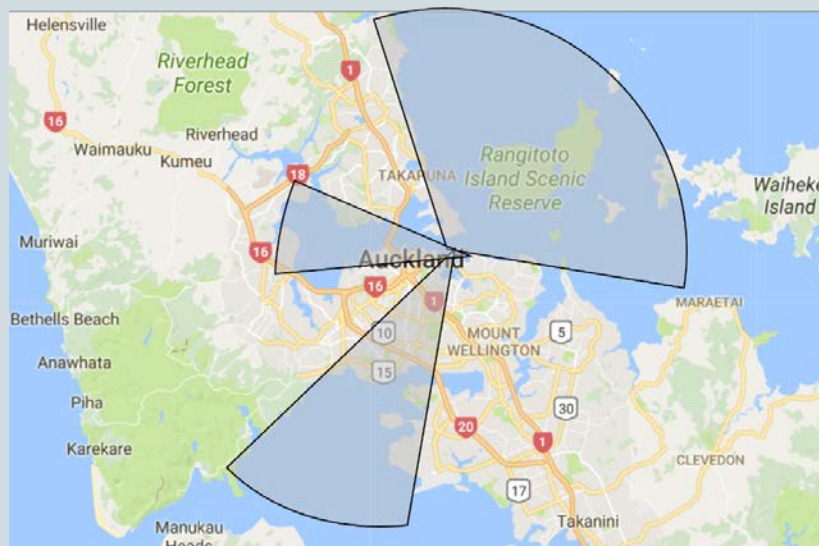 Helensville
Riverhead
Forest
1
16
Riverhead
Waimauku
Kumeu
18
TAKAPUNA
Rangitoto
Island Scenic
Reserve
Waiheke
Island
Muriwai
16
Auckland
16
1
MARAETAI
Bethells Beach
10
MOUNT
WELLINGTON
5
Anawhata
15
Piha
30
20
1
Karekare
CLEVEDON
17
Manukau
Heads
Takanini